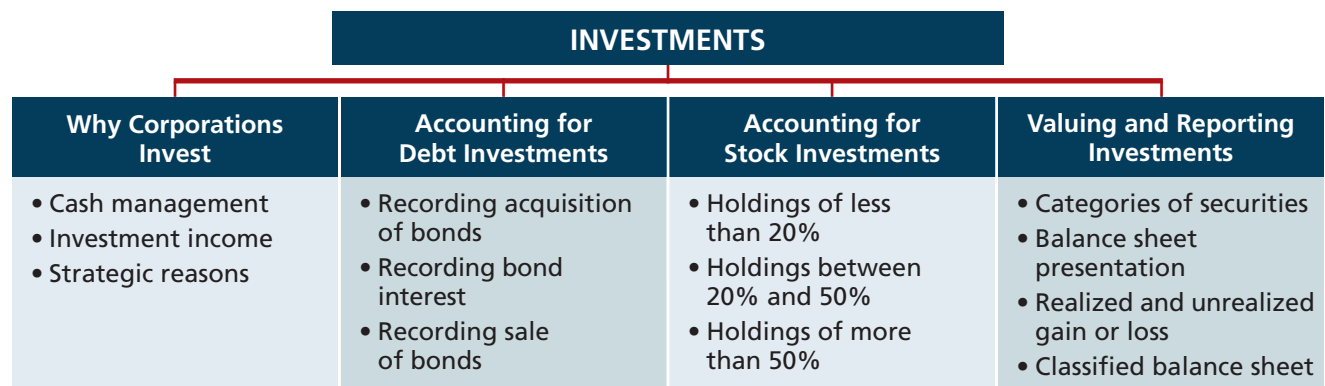 INVESTMENTS
Why Corporations
Invest
• Cash management
• Investment income
• Strategic reasons
Accounting for
Debt Investments
• Recording acquisition
of bonds
• Recording bond
interest
• Recording sale
of bonds
Accounting for
Stock Investments
• Holdings of less
than 20%
• Holdings between
20% and 50%
• Holdings of more
than 50%
Valuing and Reporting
Investments
• Categories of securities
• Balance sheet
presentation
• Realized and unrealized
gain or loss
• Classified balance sheet